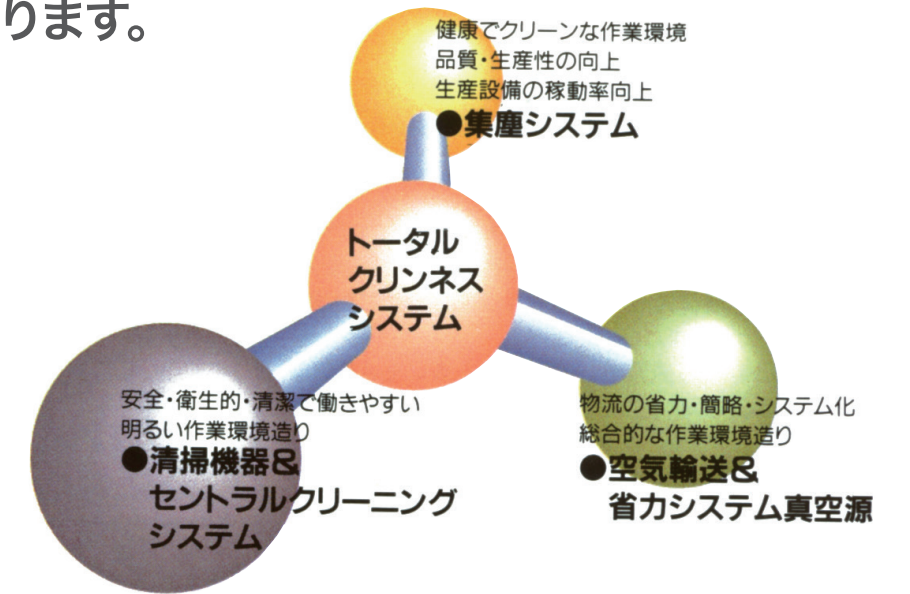 ります。
健康でクリーンな作業環境
品質・生産性の向上
生産設備の稼動率向上
●集塵システム
トータル
クリンネス
システム
安全・衛生的・清潔で働きやすい
明るい作業環境造り
●清掃機器&
セントラルクリーニング
システム
物流の省力・簡略・システム化
総合的な作業環境造り
●空気輸送&
省力システム真空源